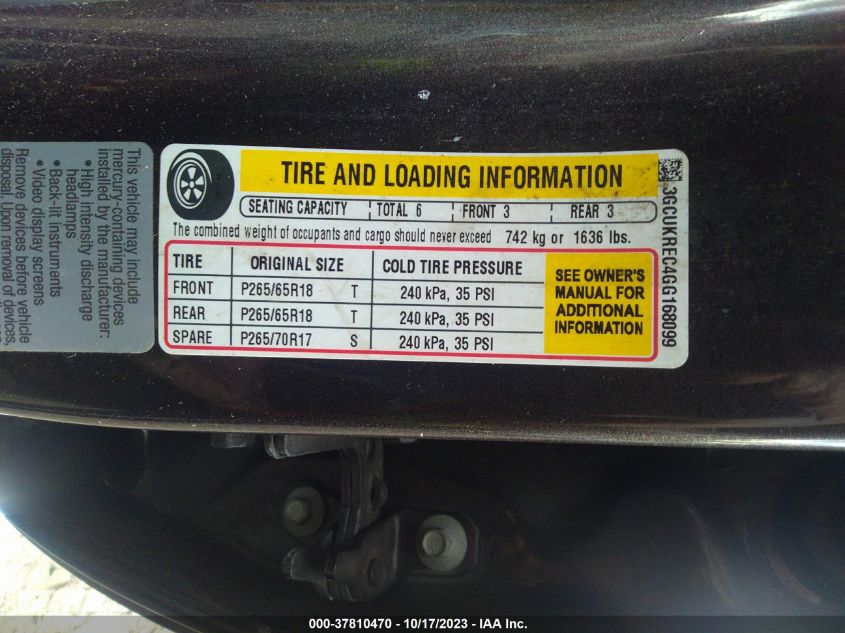 This vehicle may include
mercury-containing devices
installed by the manufacturer:
• High intensity discharge
headlamps
• Back-lit instruments
• Video display screens
Remove devices before vehicle
disposal. Upon removal of devices,
TIRE AND LOADING INFORMATION
SEATING CAPACITY TOTAL 6 FRONT 3 REAR 3
The combined weight of occupants and cargo should never exceed 742 kg or 1636 lbs.
TIRE ORIGINAL SIZE COLD TIRE PRESSURE
FRONT P265/65R18 T 240 kPa, 35 PSI
REAR P265/65R18 T 240 kPa, 35 PSI
SPARE P265/70R17 S 240 kPa, 35 PSI
SEE OWNER'S
MANUAL FOR
ADDITIONAL
INFORMATION
3GCUKREC4GG168099
000-37810470 - 10/17/2023 - IAA Inc.